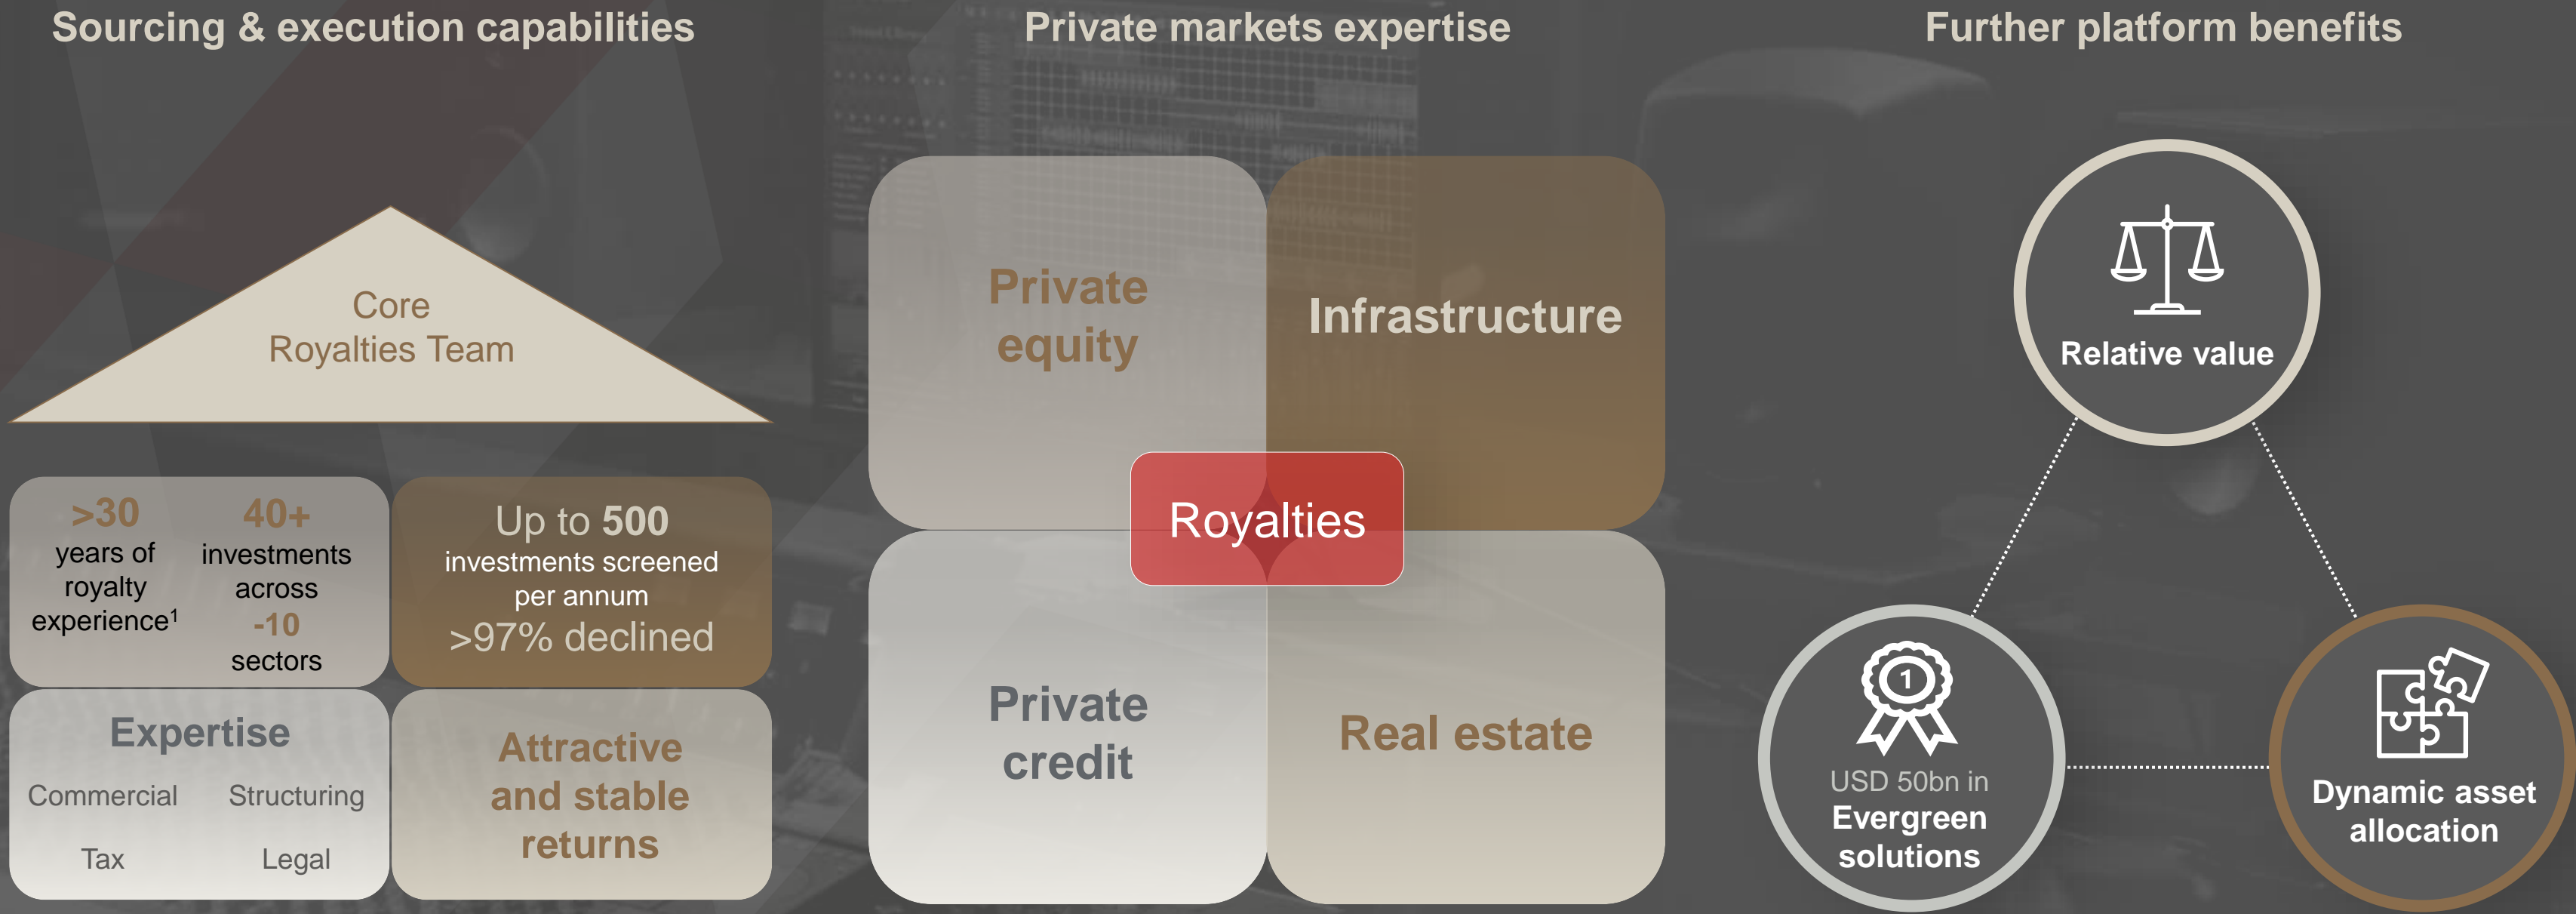 Sourcing & execution capabilities
Core
Royalties Team
>30
years of
royalty
experience¹
40+
investments
across
-10
sectors
Up to 500
investments screened
per annum
>97% declined
Expertise
Commercial
Structuring
Tax
Legal
Attractive
and stable
returns
Private markets expertise
Private
equity
Infrastructure
Royalties
Private
credit
Real estate
Further platform benefits
Relative value
1
USD 50bn in
Evergreen
solutions
Dynamic asset
allocation